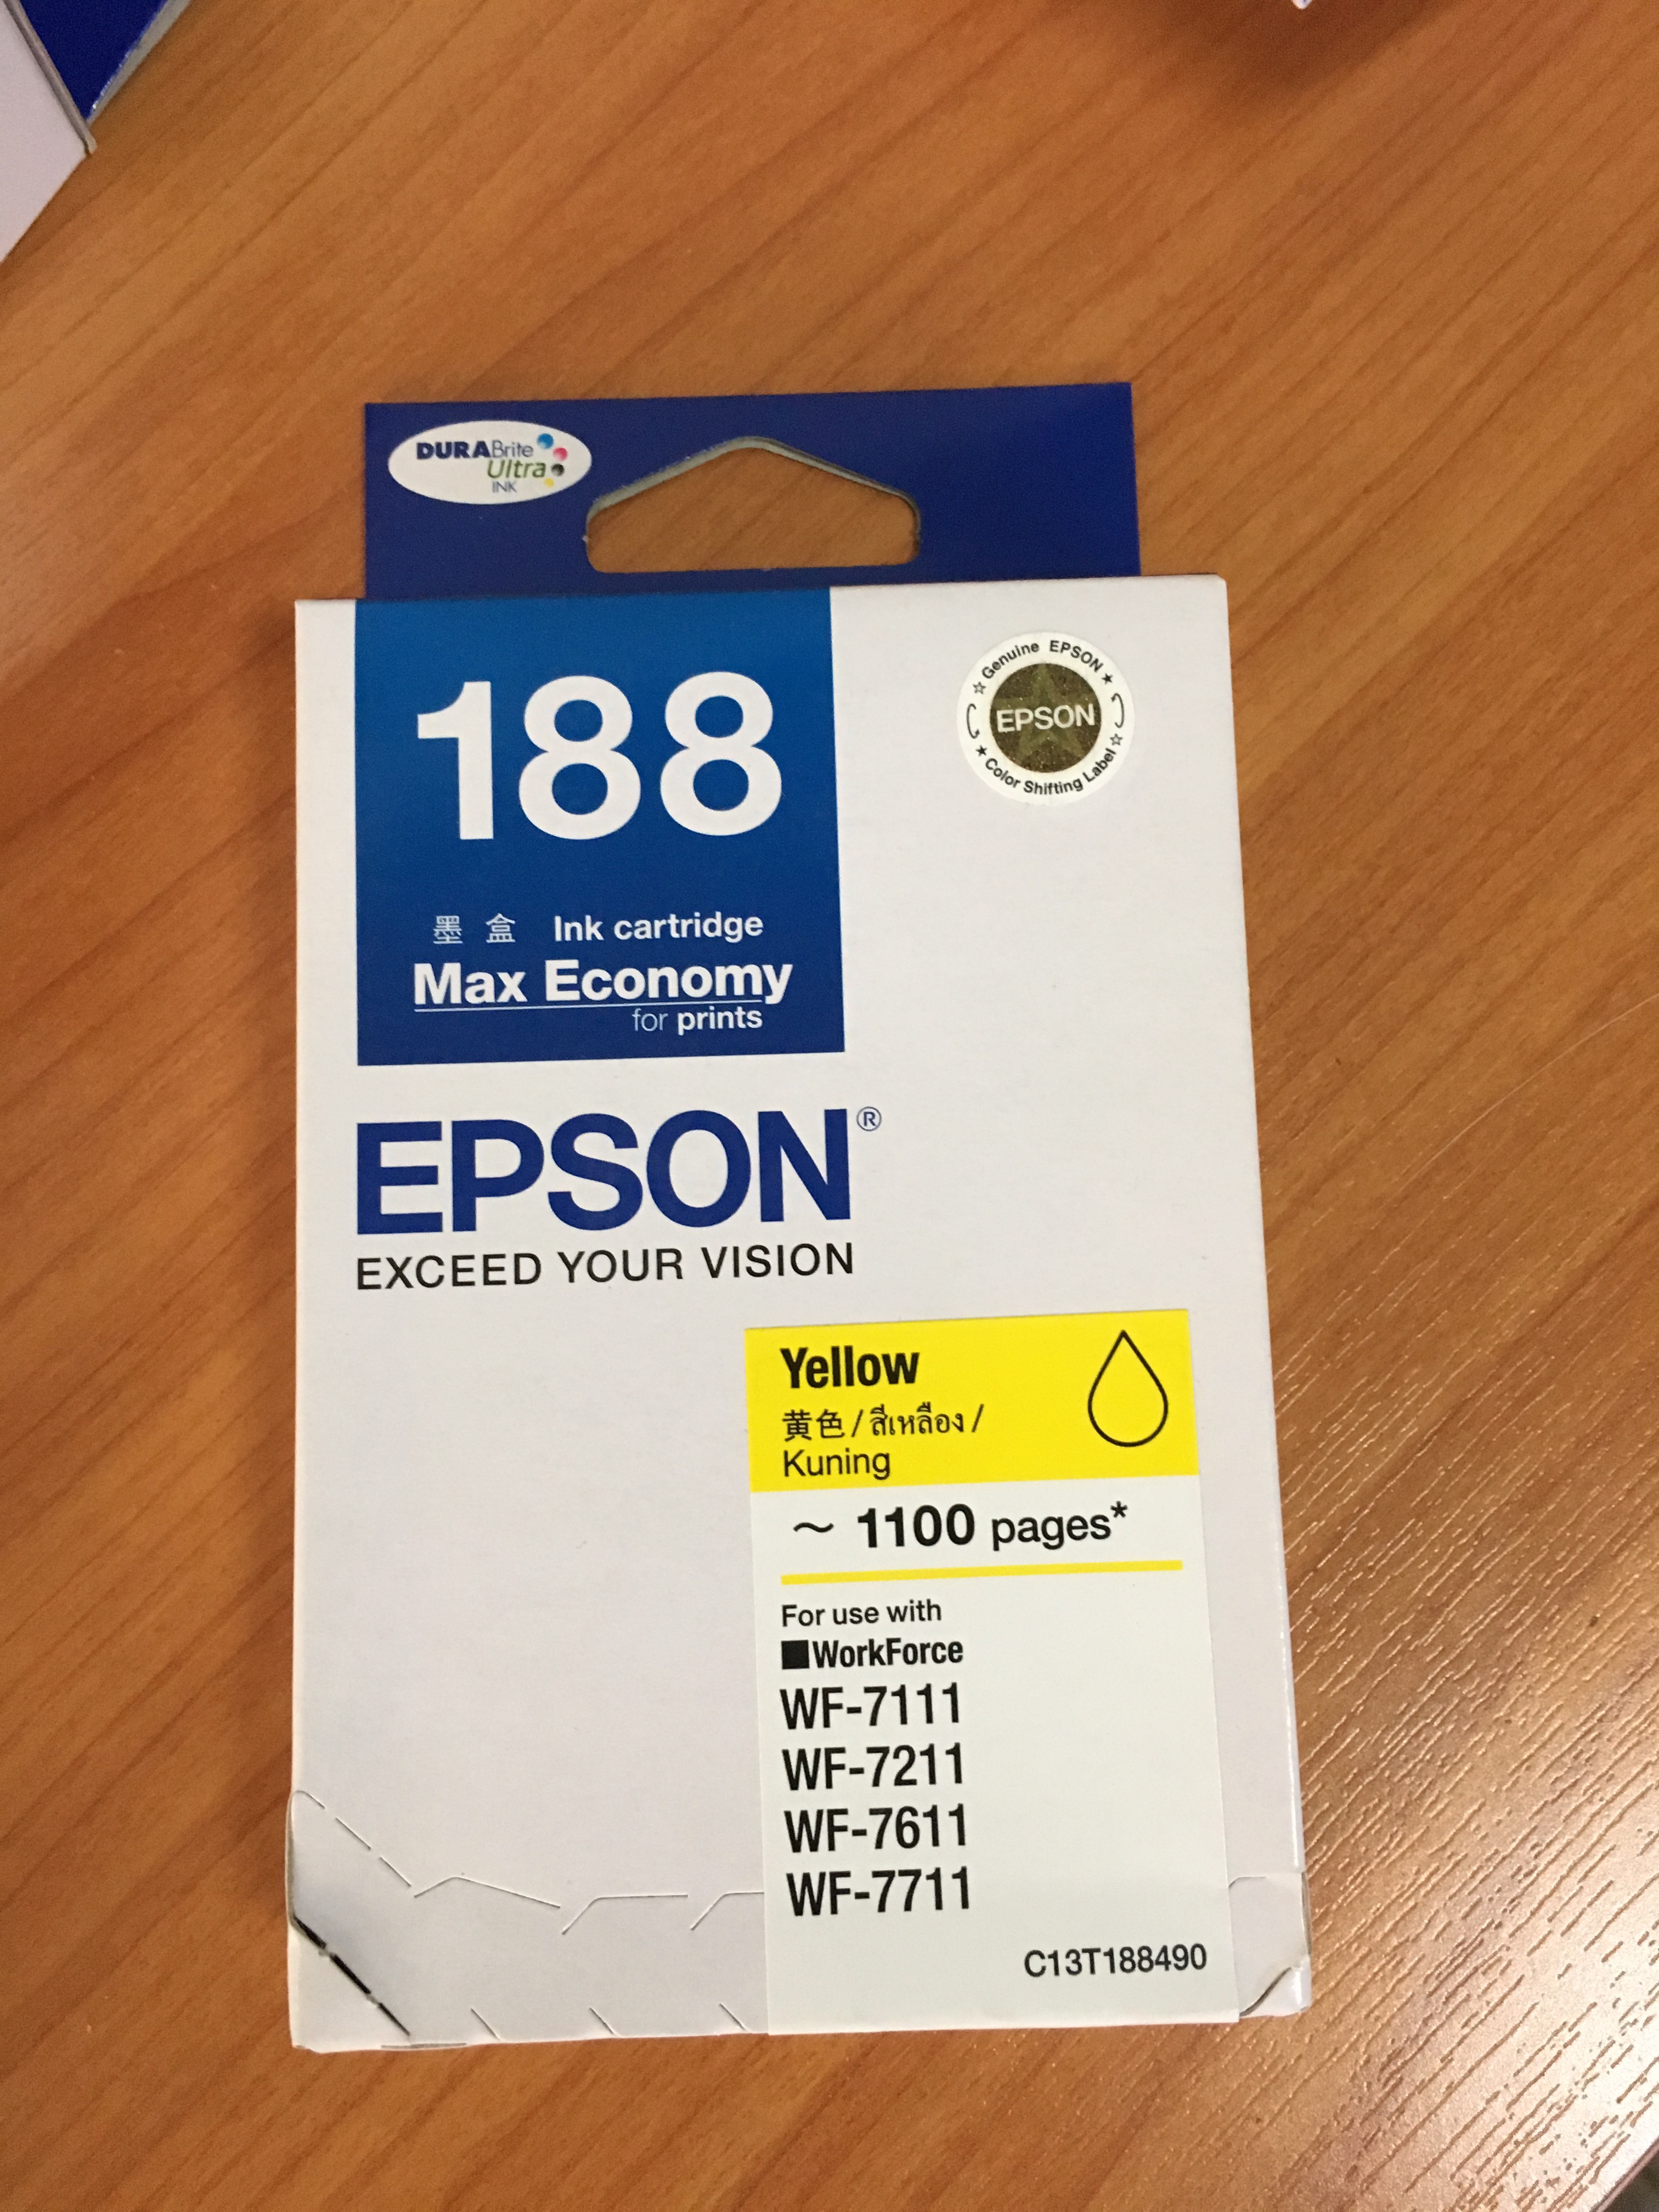 DURABrite
Ultra
INK
188
墨盒 Ink cartridge
Max Economy
for prints
☆ Genuine EPSON ★
EPSON
★ Color Shifting Label ☆
EPSON®
EXCEED YOUR VISION
Yellow
黄色/สีเหลือง/
Kuning
~ 1100 pages*
For use with
■WorkForce
WF-7111
WF-7211
WF-7611
WF-7711
C13T188490